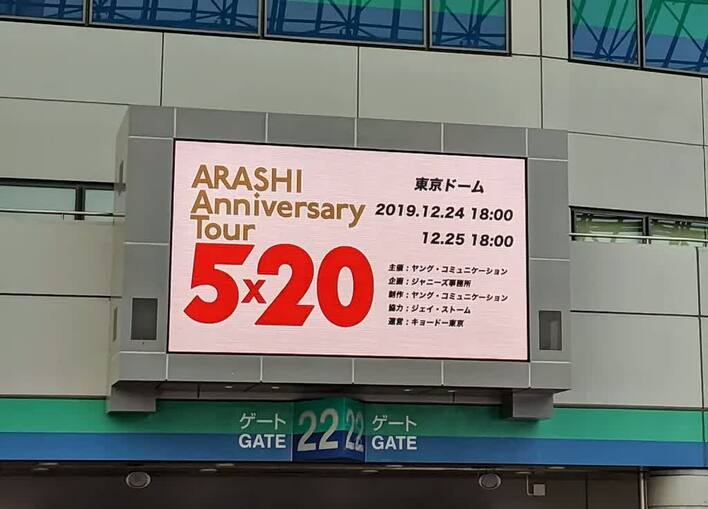 ARASHI
Anniversary
Tour
5×20
東京ドーム
2019.12.24 18:00
12.25 18:00
主催：ヤング・コミュニケーション
企画：ジャニーズ事務所
制作：ヤング・コミュニケーション
協力：ジェイ・ストーム
運営：キョードー東京
ゲート 22 22 ゲート
GATE GATE